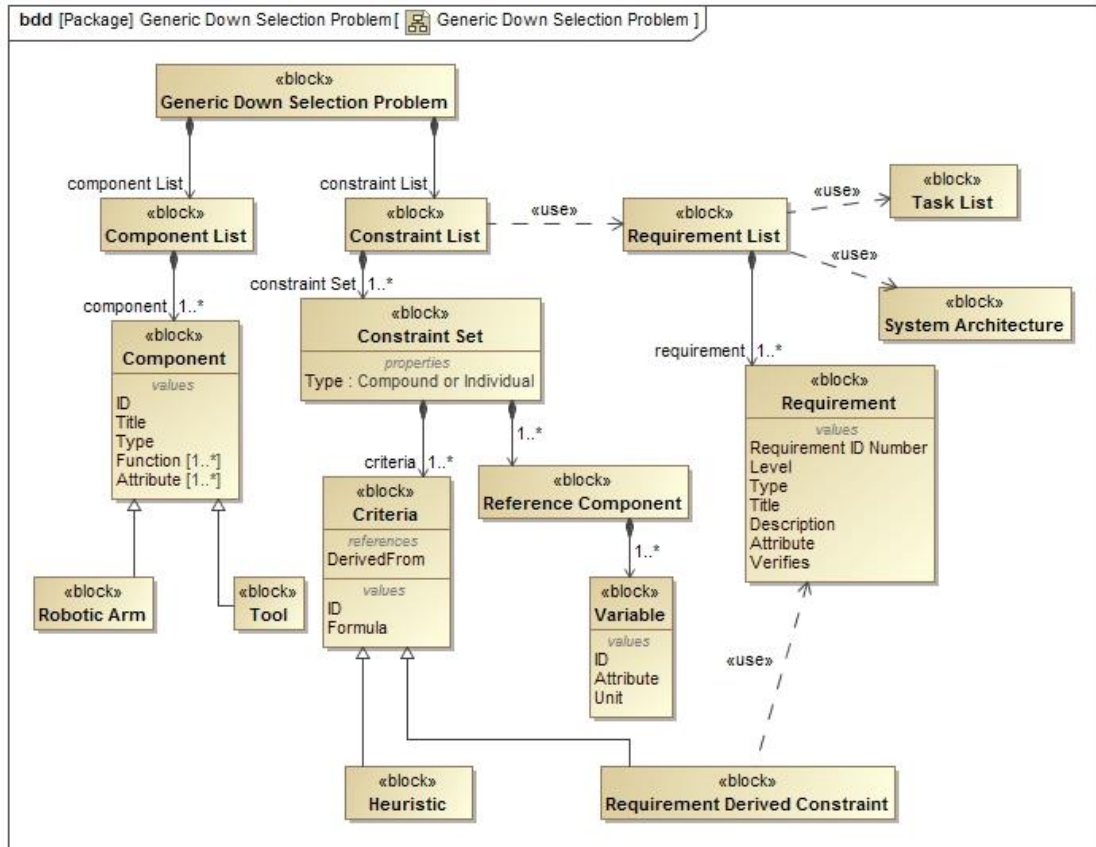 bdd [Package] Generic Down Selection Problem[ Generic Down Selection Problem ]
«block»
Generic Down Selection Problem
component List
constraint List
«block»
Component List
«block»
Constraint List
«use»
«block»
Requirement List
«use»
«block»
Task List
«use»
«block»
System Architecture
component 1..*
constraint Set 1..*
requirement 1..*
«block»
Component
values
ID
Title
Type
Function [1..*]
Attribute [1..*]
«block»
Constraint Set
properties
Type : Compound or Individual
«block»
Requirement
values
Requirement ID Number
Level
Type
Title
Description
Attribute
Verifies
criteria 1..*
1..*
«block»
Criteria
references
DerivedFrom
values
ID
Formula
«block»
Reference Component
1..*
«block»
Robotic Arm
«block»
Tool
«block»
Variable
values
ID
Attribute
Unit
«use»
«block»
Heuristic
«block»
Requirement Derived Constraint